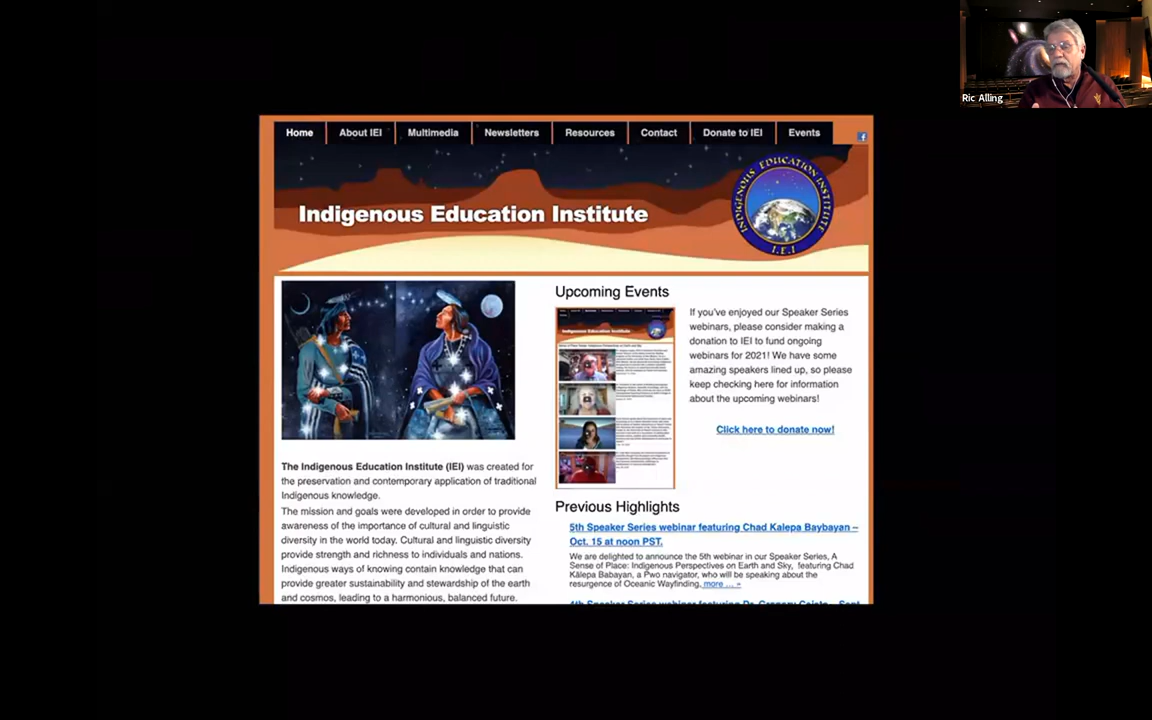 Ric Alling
Home
About IEI
Multimedia
Newsletters
Resources
Contact
Donate to IEI
Events
Indigenous Education Institute
INDIGENOUS EDUCATION INSTITUTE
I.E.I
Upcoming Events
Indigenous Education Institute
If you've enjoyed our Speaker Series
webinars, please consider making a
donation to IEI to fund ongoing
webinars for 2021! We have some
amazing speakers lined up, so please
keep checking here for information
about the upcoming webinars!
Click here to donate now!
The Indigenous Education Institute (IEI) was created for
the preservation and contemporary application of traditional
Indigenous knowledge.
The mission and goals were developed in order to provide
awareness of the importance of cultural and linguistic
diversity in the world today. Cultural and linguistic diversity
provide strength and richness to individuals and nations.
Indigenous ways of knowing contain knowledge that can
provide greater sustainability and stewardship of the earth
and cosmos, leading to a harmonious, balanced future.
Previous Highlights
5th Speaker Series webinar featuring Chad Kalepa Baybayan –
Oct. 15 at noon PST.
We are delighted to announce the 5th webinar in our Speaker Series, A
Sense of Place: Indigenous Perspectives on Earth and Sky, featuring Chad
Kālepa Babayan, a Pwo navigator, who will be speaking about the
resurgence of Oceanic Wayfinding, more ... »
4th Speaker Series webinar featuring Dr. Gregory